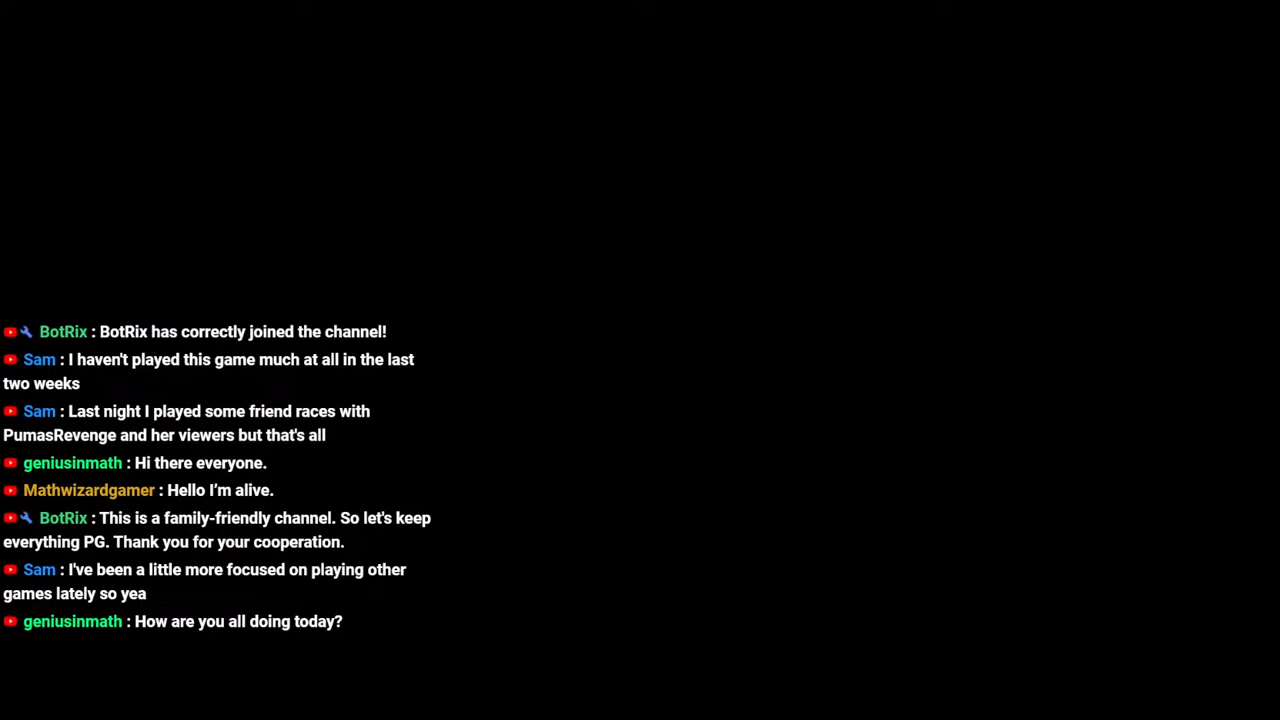 BotRix : BotRix has correctly joined the channel!
Sam : I haven't played this game much at all in the last
two weeks
Sam : Last night I played some friend races with
PumasRevenge and her viewers but that's all
geniusinmath : Hi there everyone.
Mathwizardgamer : Hello I’m alive.
BotRix : This is a family-friendly channel. So let's keep
everything PG. Thank you for your cooperation.
Sam : I've been a little more focused on playing other
games lately so yea
geniusinmath : How are you all doing today?